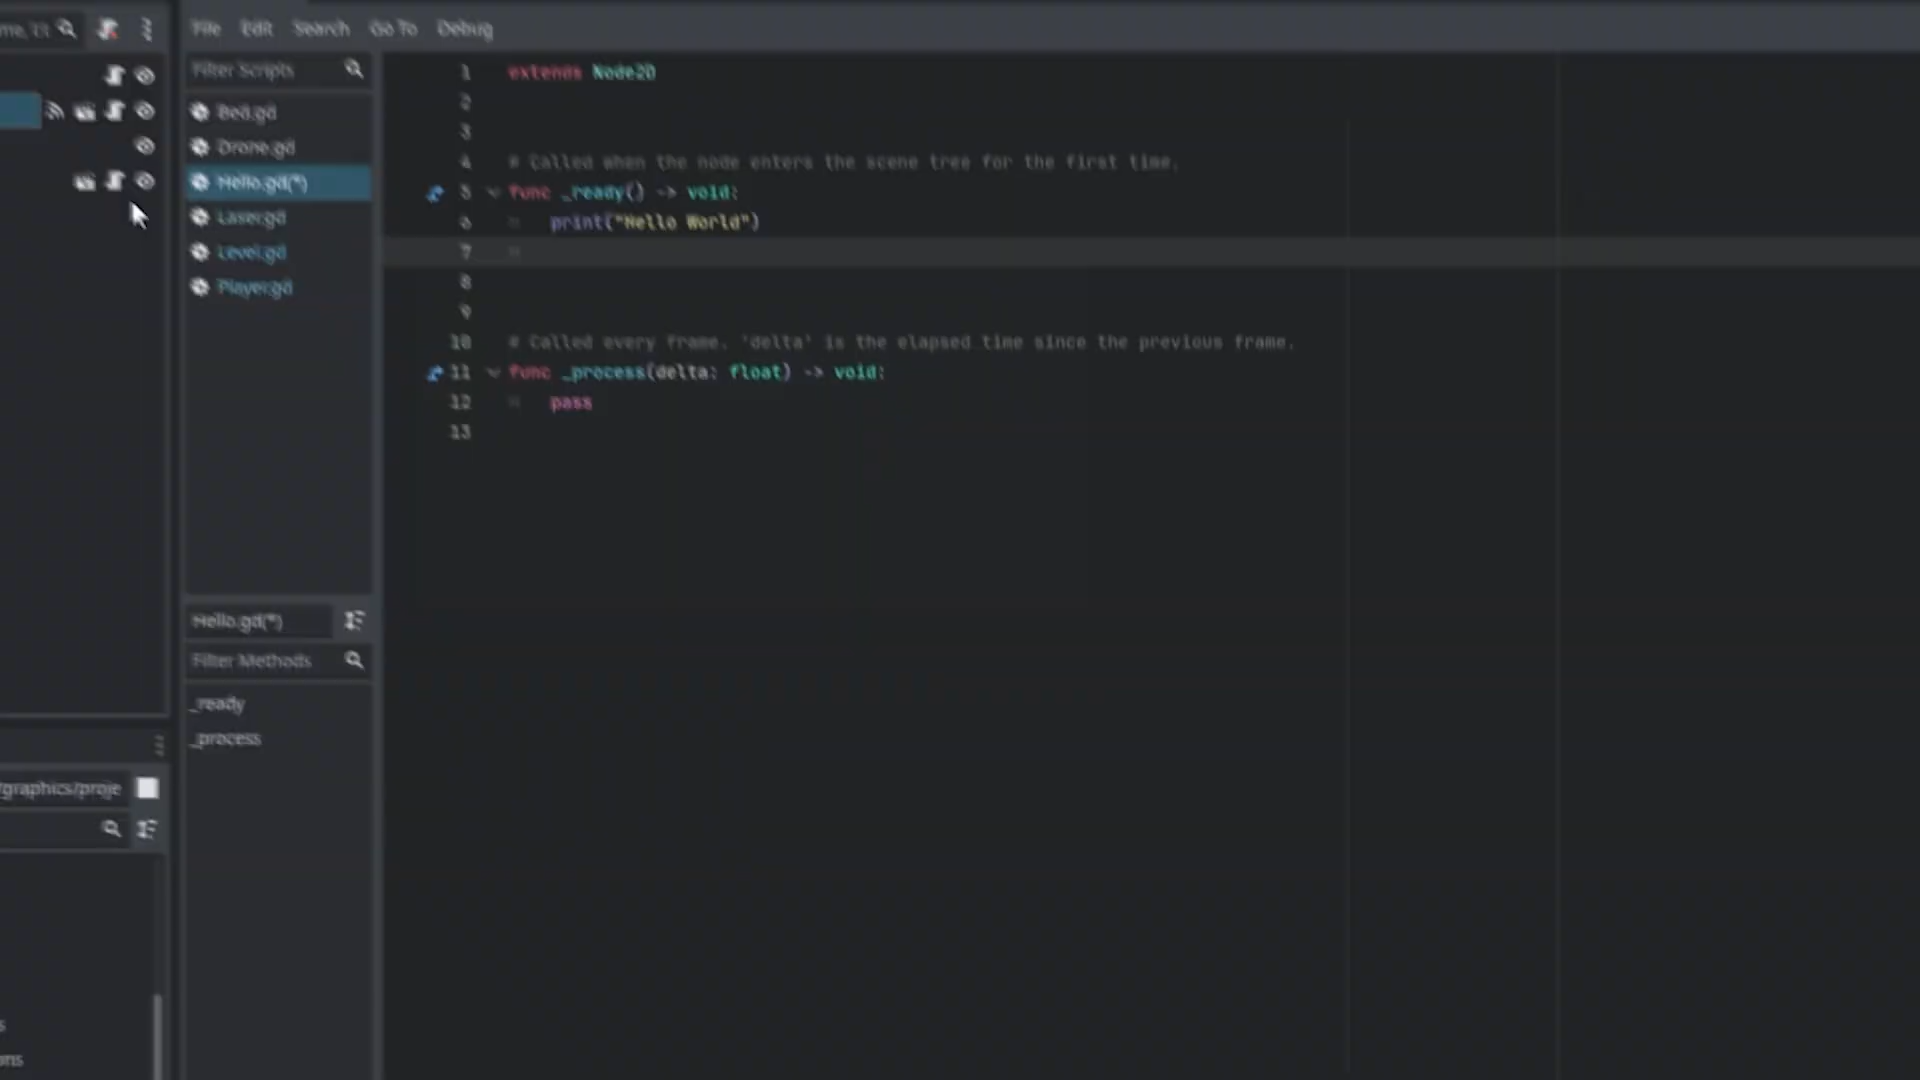 File Edit Search Go To Debug
Filter Scripts
Bed.gd
Drone.gd
Hello.gd(*)
Laser.gd
Level.gd
Player.gd
1 extends Node2D
2
3
4 # Called when the node enters the scene tree for the first time.
5 func _ready() -> void:
6 print("Hello World")
7
8
9
10 # Called every frame. 'delta' is the elapsed time since the previous frame.
11 func _process(delta: float) -> void:
12 pass
13
Hello.gd(*)
Filter Methods
_ready
_process
/graphics/proje